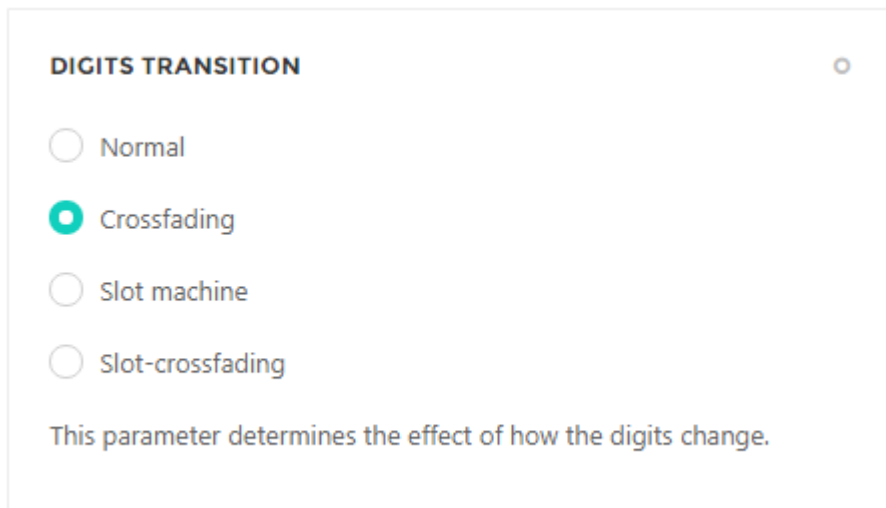 DIGITS TRANSITION
Normal
Crossfading
Slot machine
Slot-crossfading
This parameter determines the effect of how the digits change.